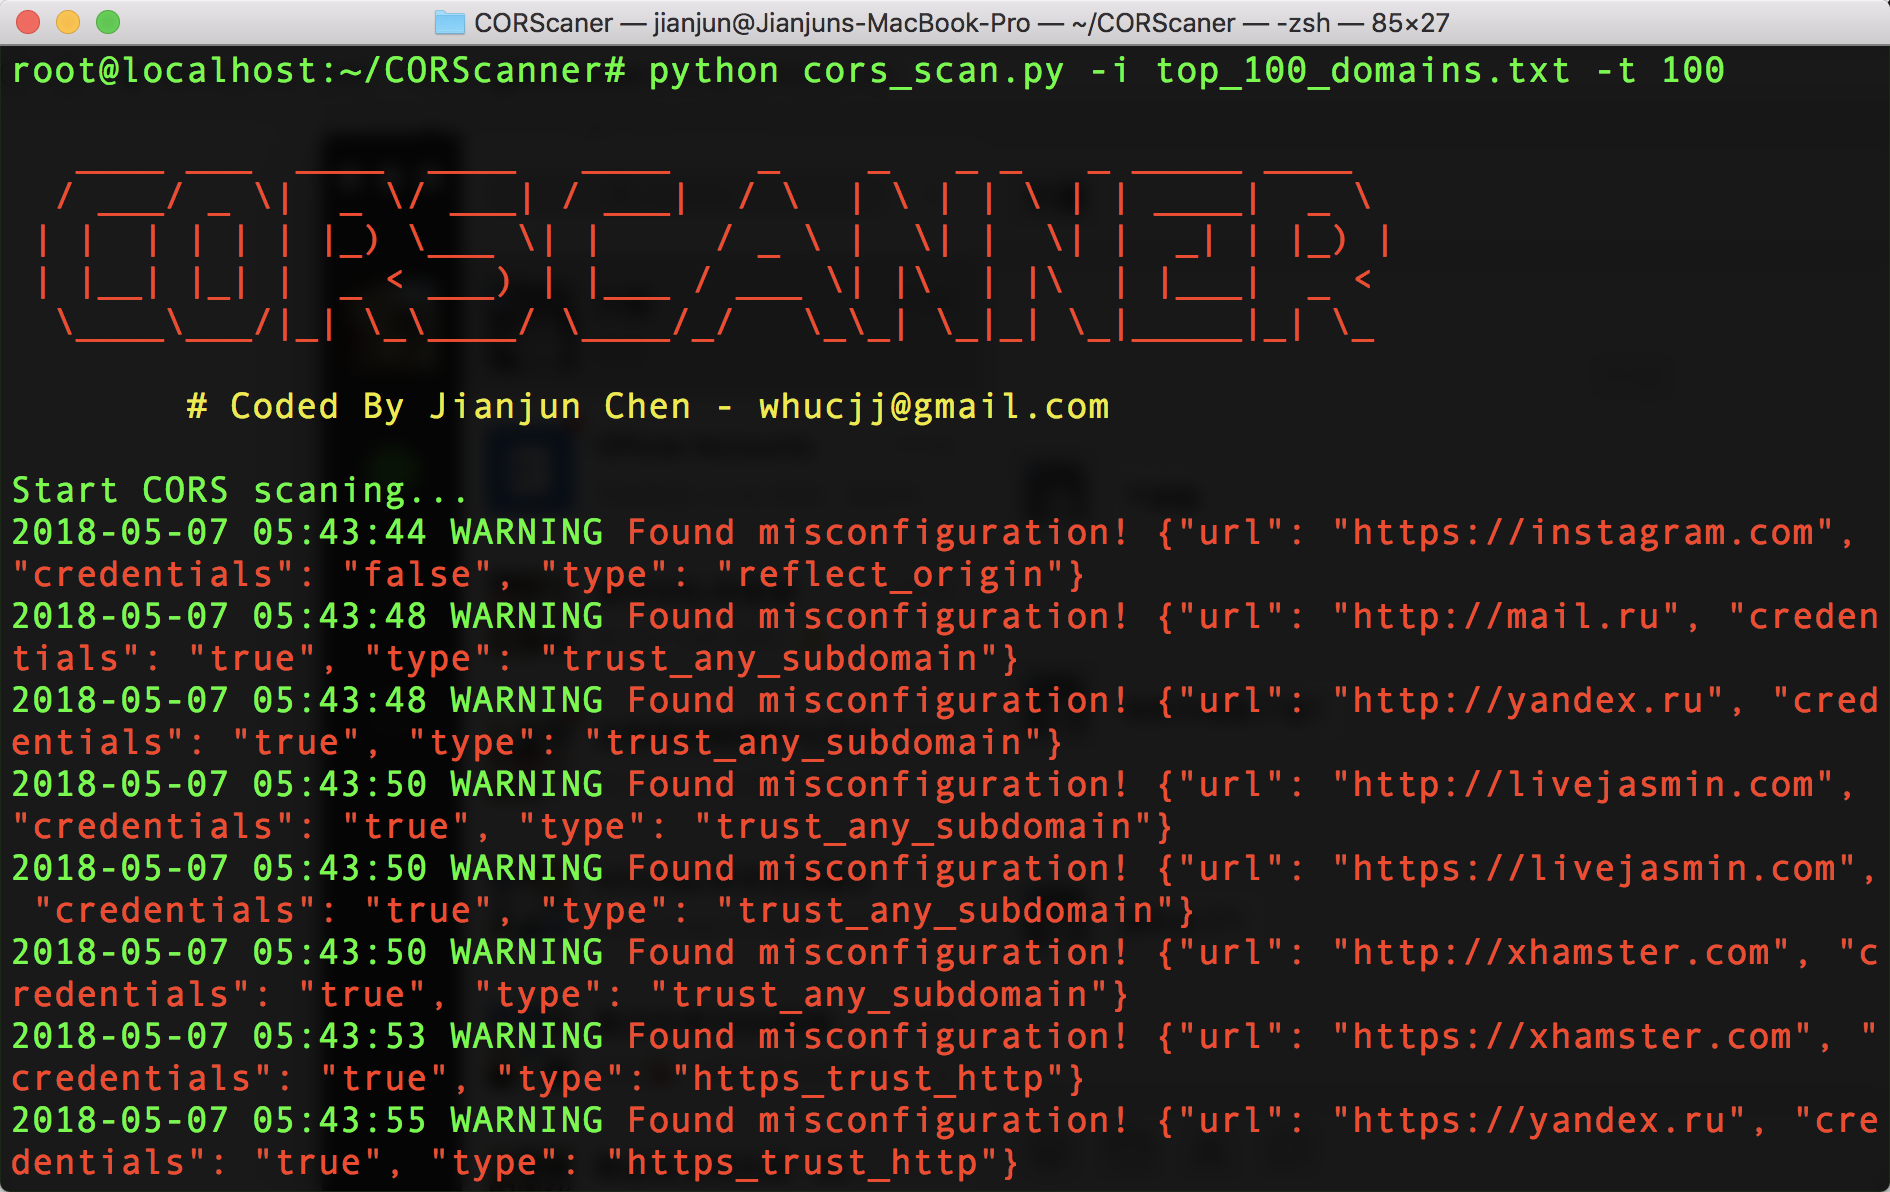 CORScaner — jianjun@Jianjuns-MacBook-Pro — ~/CORScaner — -zsh — 85×27
root@localhost:~/CORScanner# python cors_scan.py -i top_100_domains.txt -t 100
CORSCANNER
# Coded By Jianjun Chen - whucjj@gmail.com
Start CORS scaning...
2018-05-07 05:43:44 WARNING Found misconfiguration! {"url": "https://instagram.com",
"credentials": "false", "type": "reflect_origin"}
2018-05-07 05:43:48 WARNING Found misconfiguration! {"url": "http://mail.ru", "creden
tials": "true", "type": "trust_any_subdomain"}
2018-05-07 05:43:48 WARNING Found misconfiguration! {"url": "http://yandex.ru", "cred
entials": "true", "type": "trust_any_subdomain"}
2018-05-07 05:43:50 WARNING Found misconfiguration! {"url": "http://livejasmin.com",
"credentials": "true", "type": "trust_any_subdomain"}
2018-05-07 05:43:50 WARNING Found misconfiguration! {"url": "https://livejasmin.com",
"credentials": "true", "type": "trust_any_subdomain"}
2018-05-07 05:43:50 WARNING Found misconfiguration! {"url": "http://xhamster.com", "c
redentials": "true", "type": "trust_any_subdomain"}
2018-05-07 05:43:53 WARNING Found misconfiguration! {"url": "https://xhamster.com", "
credentials": "true", "type": "https_trust_http"}
2018-05-07 05:43:55 WARNING Found misconfiguration! {"url": "https://yandex.ru", "cre
dentials": "true", "type": "https_trust_http"}